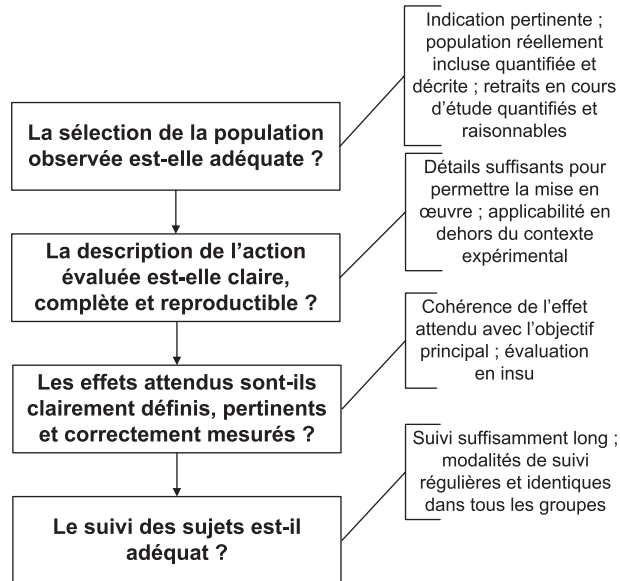 Indication pertinente ;
population réellement
incluse quantifiée et
décrite ; retraits en cours
d’étude quantifiés et
raisonnables
La sélection de la population
observée est-elle adéquate ?
Détails suffisants pour
permettre la mise en
œuvre ; applicabilité en
dehors du contexte
expérimental
La description de l’action
évaluée est-elle claire,
complète et reproductible ?
Cohérence de l’effet
attendu avec l’objectif
principal ; évaluation
en insu
Les effets attendus sont-ils
clairement définis, pertinents
et correctement mesurés ?
Suivi suffisamment long ;
modalités de suivi
régulières et identiques
dans tous les groupes
Le suivi des sujets est-il
adéquat ?